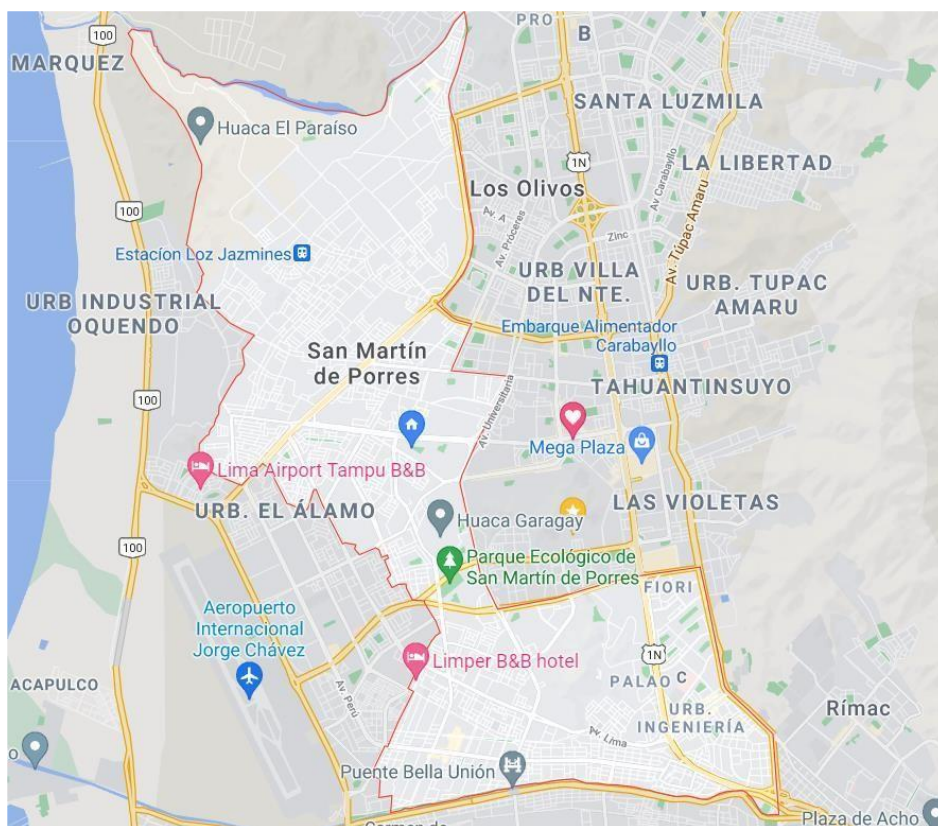 PRO
B
100
MARQUEZ
100
SANTA LUZMILA
Huaca El Paraíso
1N
LA LIBERTAD
Av Carabayllo
Los Olivos
Av. A
100
Av. Próceres
Zinc
Av. Túpac Amaru
Estacíon Loz Jazmines
URB VILLA
DEL NTE.
URB. TUPAC
AMARU
URB INDUSTRIAL
OQUENDO
Embarque Alimentador
Carabayllo
San Martín
de Porres
TAHUANTINSUYO
100
Av. Universitaria
Mega Plaza
Lima Airport Tampu B&B
URB. EL ÁLAMO
LAS VIOLETAS
Huaca Garagay
100
Parque Ecológico de
San Martín de Porres
FIORI
Aeropuerto
Internacional
Jorge Chávez
1N
Limper B&B hotel
ACAPULCO
Av. Perú
PALAO
C
URB.
INGENIERÍA
Rímac
Av. Lima
o
Puente Bella Unión
Plaza de Acho
Carmen de